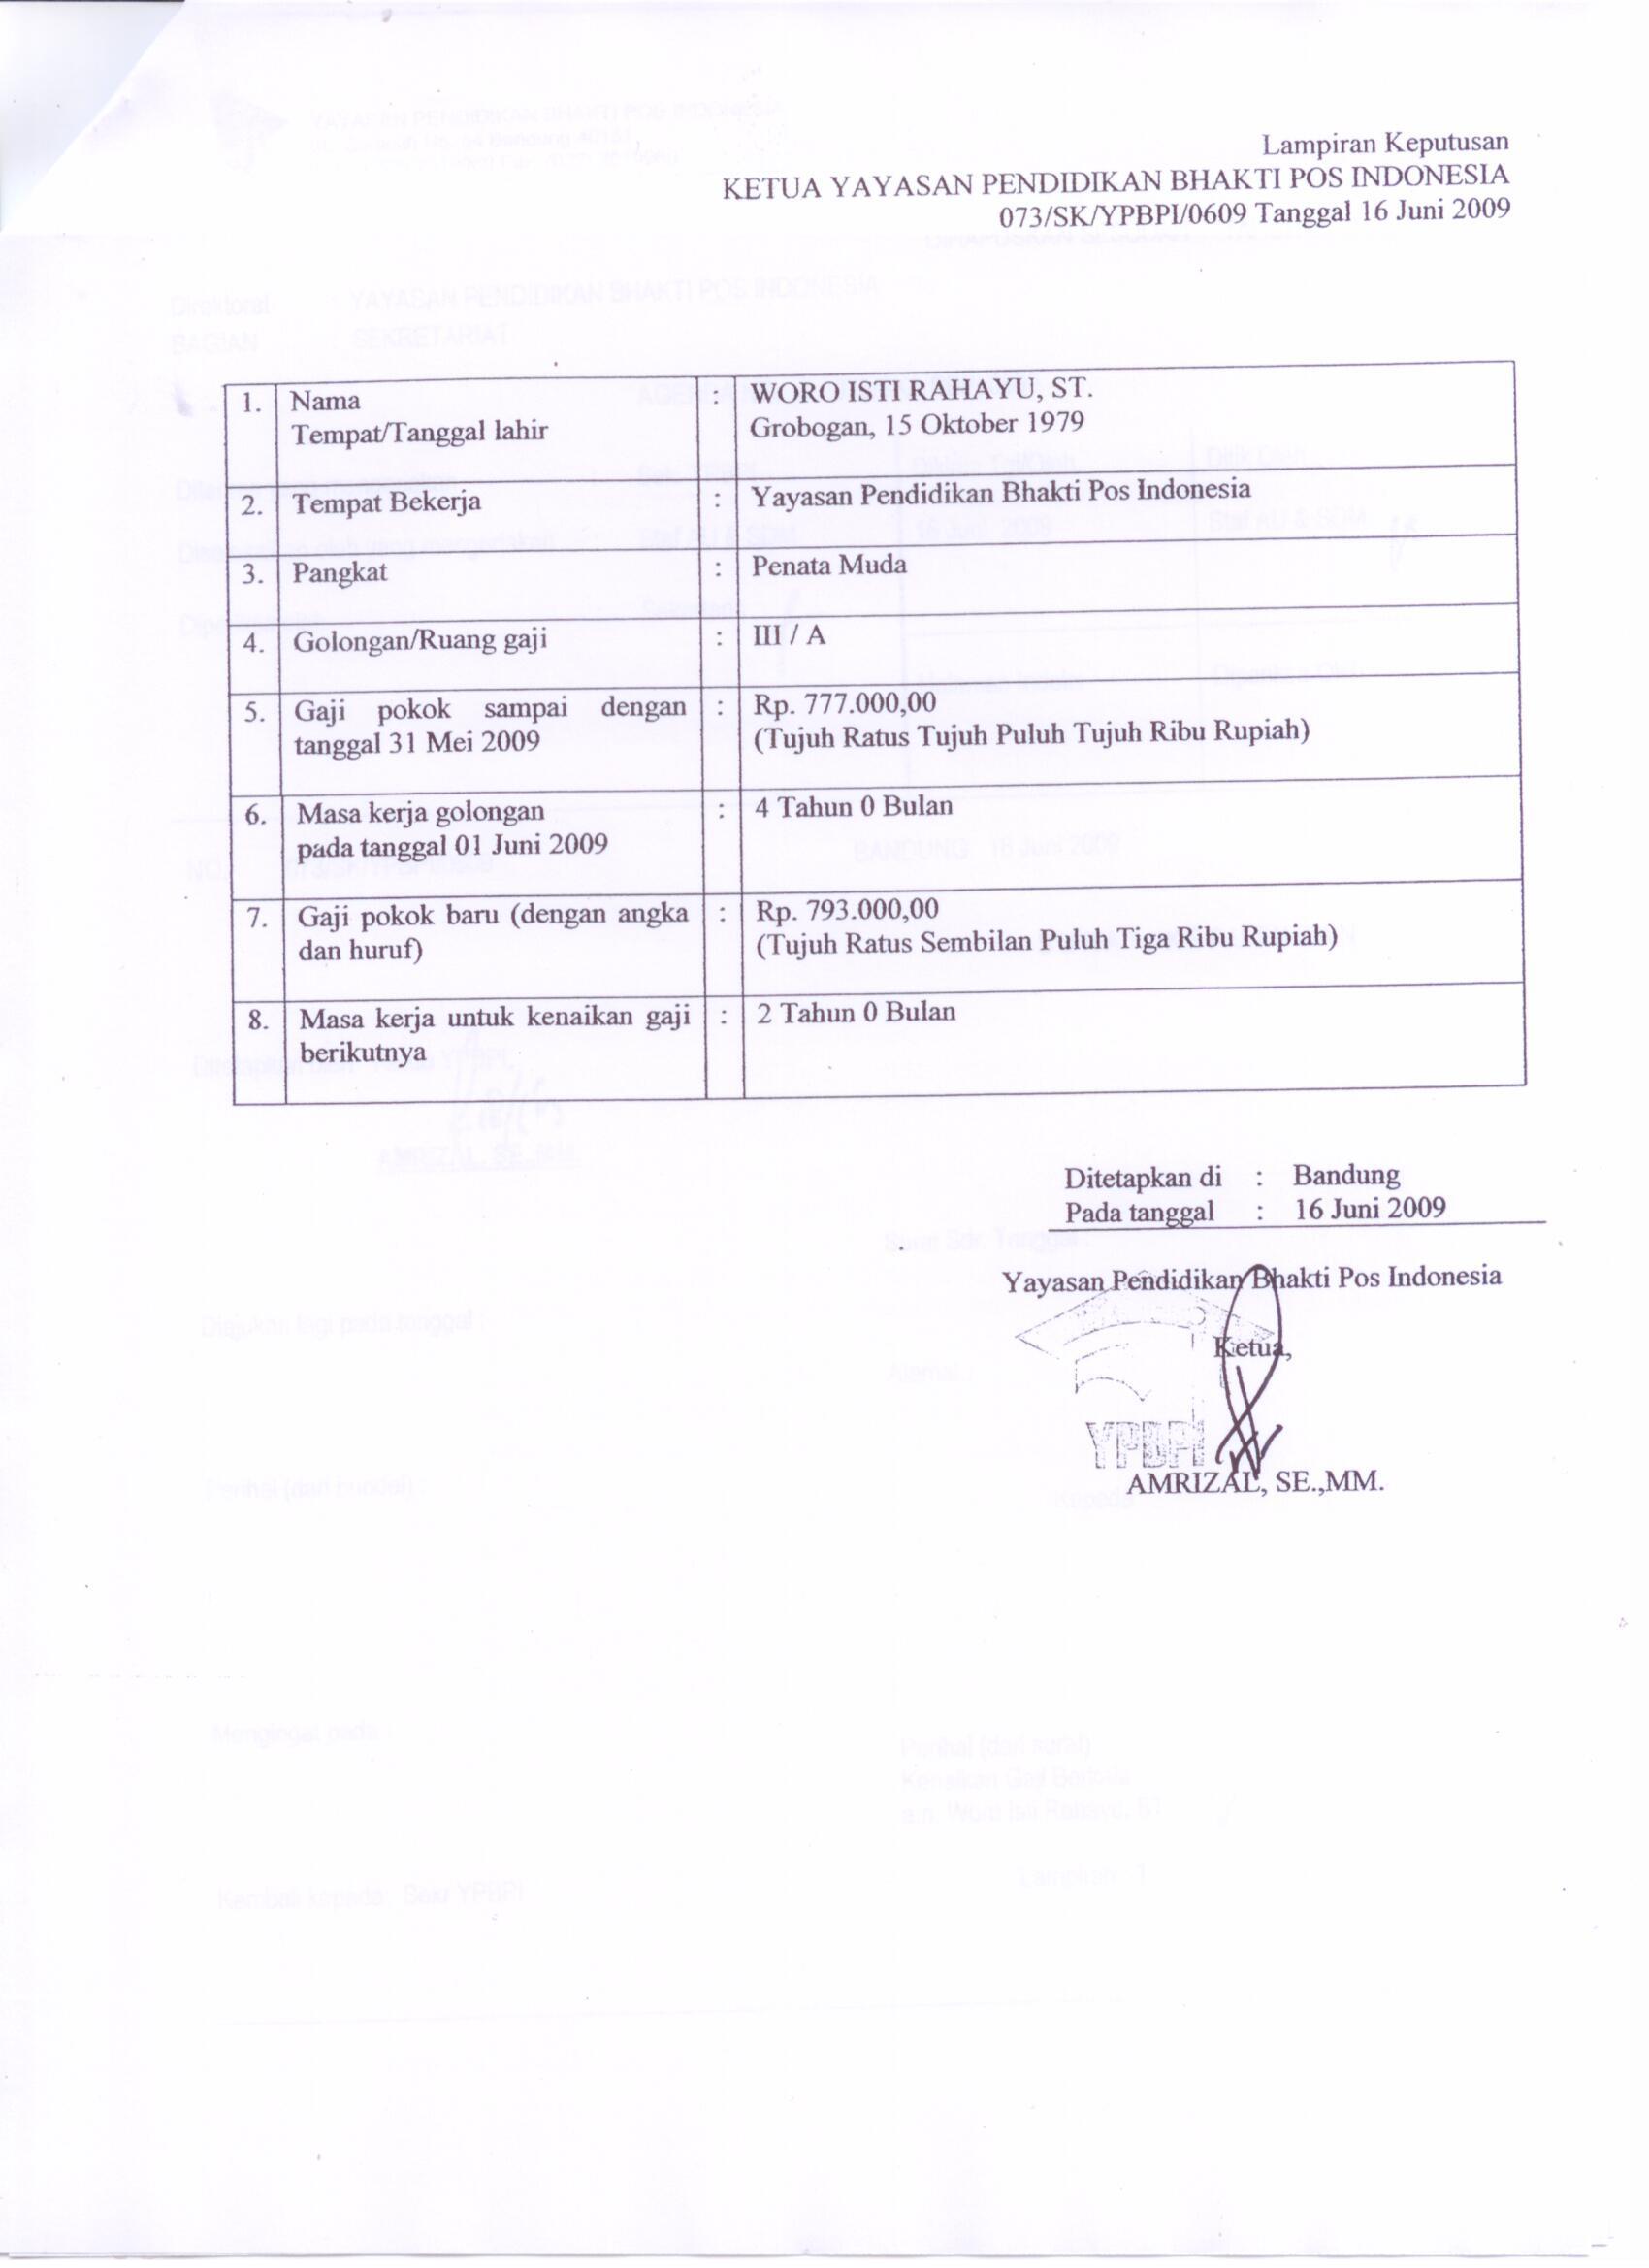 Lampiran Keputusan
KETUA YAYASAN PENDIDIKAN BHAKTI POS INDONESIA
073/SK/YPBPI/0609 Tanggal 16 Juni 2009
1. Nama : WORO ISTI RAHAYU, ST.
Tempat/Tanggal lahir Grobogan, 15 Oktober 1979
2. Tempat Bekerja : Yayasan Pendidikan Bhakti Pos Indonesia
3. Pangkat : Penata Muda
4. Golongan/Ruang gaji : III / A
5. Gaji pokok sampai dengan : Rp. 777.000,00
tanggal 31 Mei 2009 (Tujuh Ratus Tujuh Puluh Tujuh Ribu Rupiah)
6. Masa kerja golongan : 4 Tahun 0 Bulan
pada tanggal 01 Juni 2009
7. Gaji pokok baru (dengan angka : Rp. 793.000,00
dan huruf) (Tujuh Ratus Sembilan Puluh Tiga Ribu Rupiah)
8. Masa kerja untuk kenaikan gaji : 2 Tahun 0 Bulan
berikutnya
Ditetapkan di : Bandung
Pada tanggal : 16 Juni 2009
Yayasan Pendidikan Bhakti Pos Indonesia
Ketua,
YPBPI
AMRIZAL, SE.,MM.